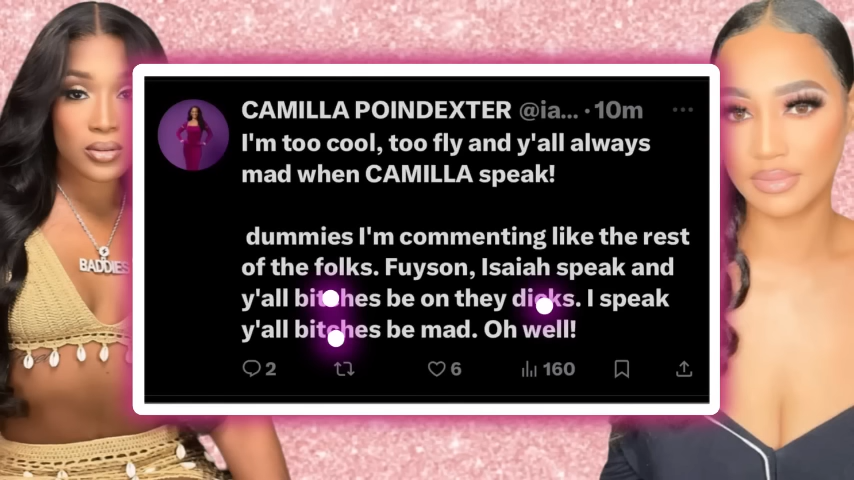 CAMILLA POINDEXTER @ia... · 10m
I'm too cool, too fly and y'all always
mad when CAMILLA speak!
dummies I'm commenting like the rest
of the folks. Fuyson, Isaiah speak and
y'all bitches be on they dicks. I speak
y'all bitches be mad. Oh well!
2 6 160
BADDIES